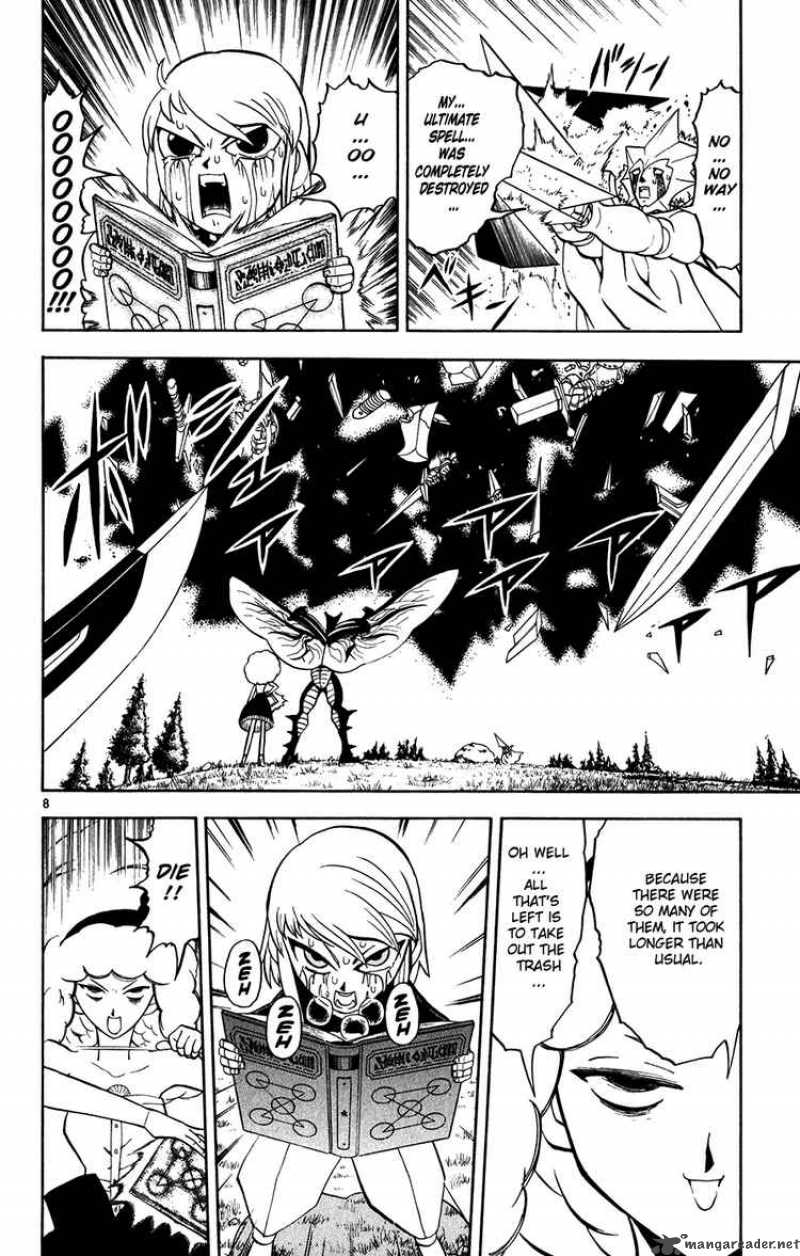 NO
...
NO
WAY
...
MY...
ULTIMATE
SPELL...
WAS
COMPLETELY
DESTROYED
...
U
...
OO
...
OOOOOOOOO!!!
8
BECAUSE
THERE WERE
SO MANY OF
THEM, IT TOOK
LONGER THAN
USUAL.
OH WELL
...
ALL
THAT'S
LEFT IS
TO TAKE
OUT THE
TRASH
...
ZEH
ZEH
ZEH
DIE
!!
mangareader.net